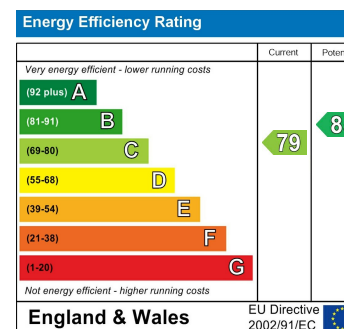 Energy Efficiency Rating
Current
Very energy efficient - lower running costs
(92 plus) A
(81-91) B
(69-80) C
79
(55-68) D
(39-54) E
(21-38) F
(1-20) G
Not energy efficient - higher running costs
England & Wales
EU Directive
2002/91/EC